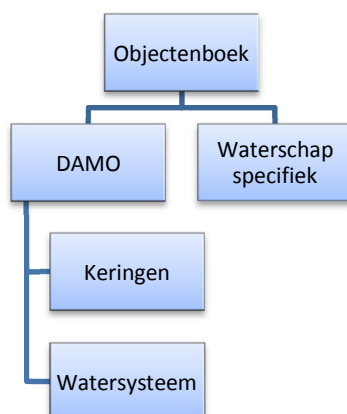 Objectenboek
DAMO
Waterschap
specifiek
Keringen
Watersysteem